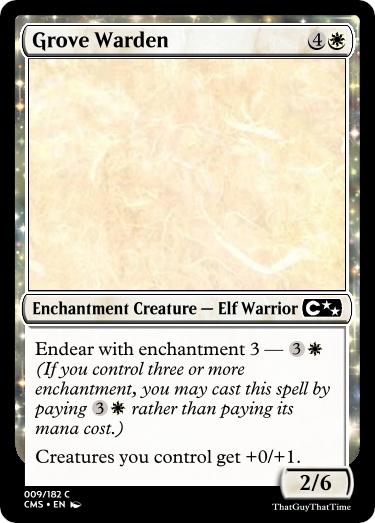 Grove Warden 4
Enchantment Creature — Elf Warrior C
Endear with enchantment 3 — 3
(If you control three or more
enchantment, you may cast this spell by
paying 3 rather than paying its
mana cost.)
Creatures you control get +0/+1.
2/6
009/182 C
CMS • EN
ThatGuyThatTime